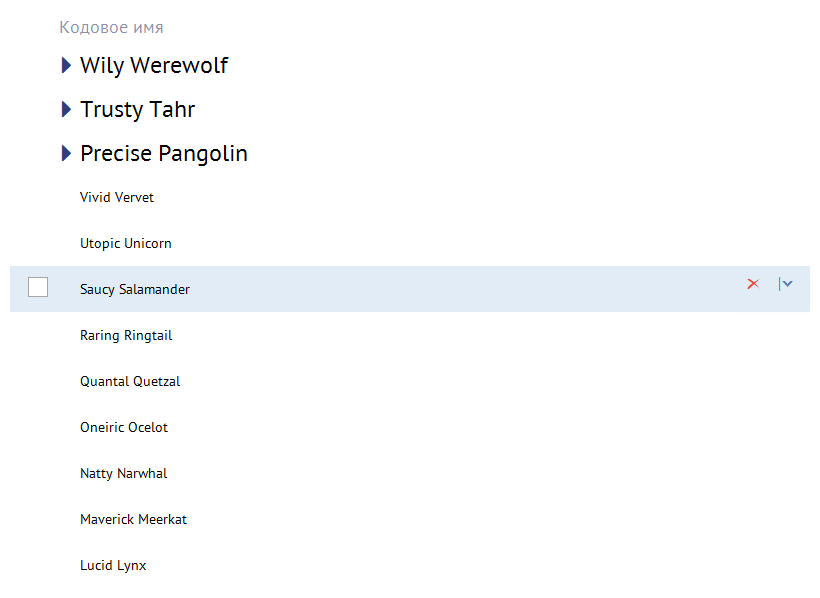 Кодовое имя
Wily Werewolf
Trusty Tahr
Precise Pangolin
Vivid Vervet
Utopic Unicorn
Saucy Salamander
Raring Ringtail
Quantal Quetzal
Oneiric Ocelot
Natty Narwhal
Maverick Meerkat
Lucid Lynx